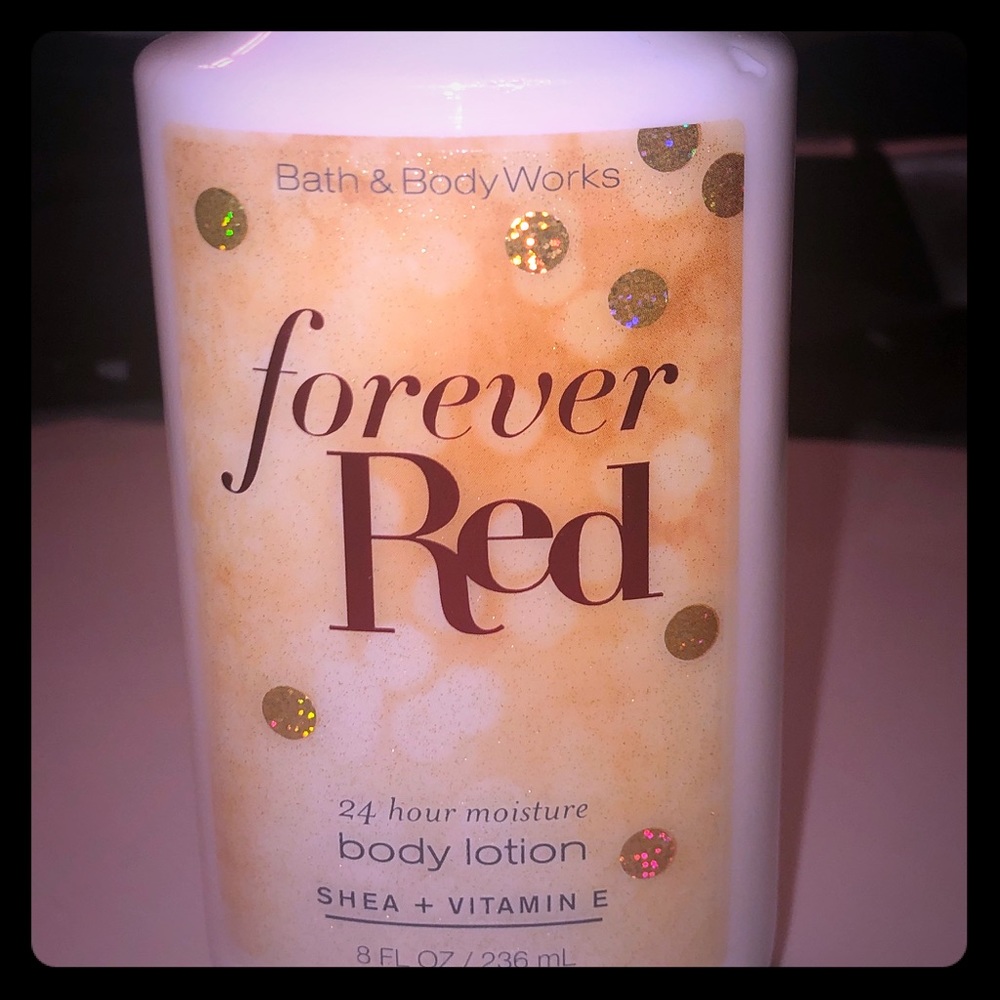 Bath & Body Works
forever
Red
24 hour moisture
body lotion
SHEA + VITAMIN E
8 FL OZ / 236 mL